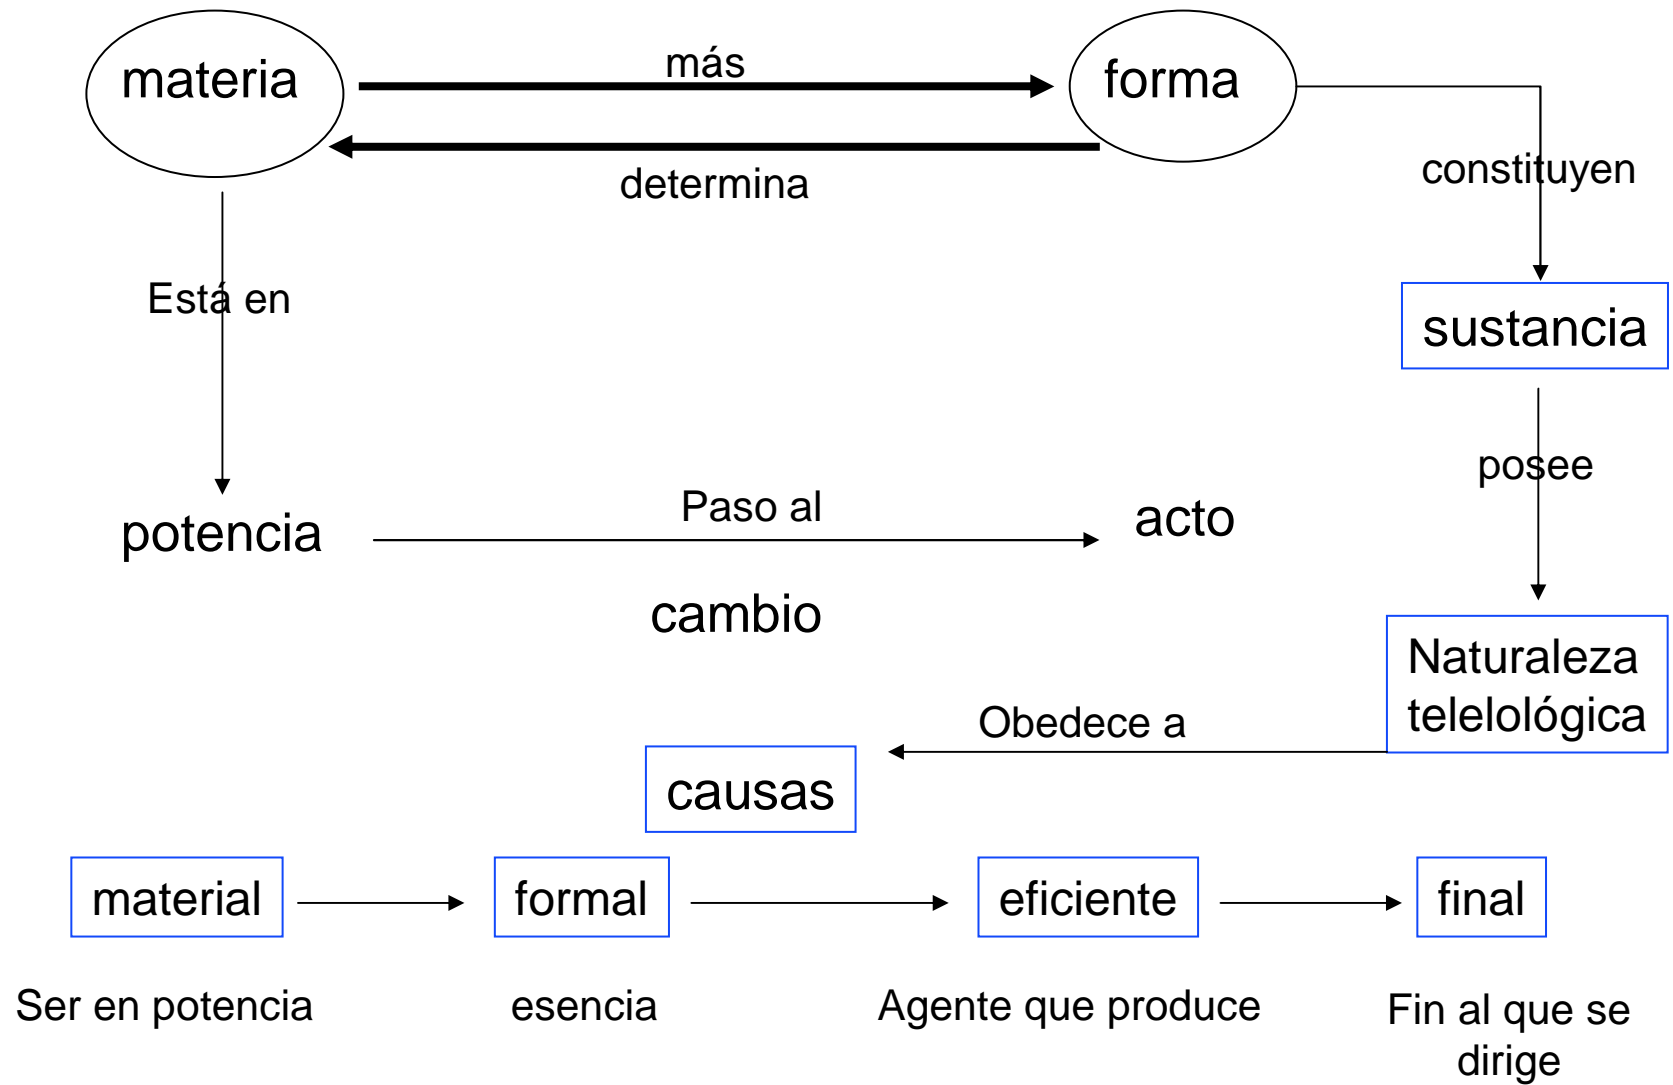 materia
más
forma
determina
constituyen
Está en
sustancia
posee
potencia
Paso al
acto
cambio
Naturaleza
telelológica
Obedece a
causas
material
formal
eficiente
final
Ser en potencia
esencia
Agente que produce
Fin al que se
dirige